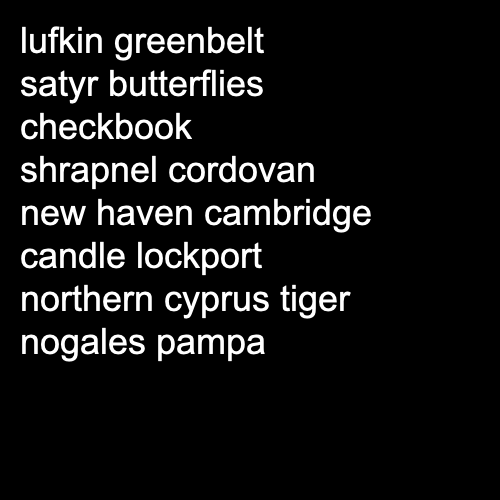 lufkin greenbelt
satyr butterflies
checkbook
shrapnel cordovan
new haven cambridge
candle lockport
northern cyprus tiger
nogales pampa